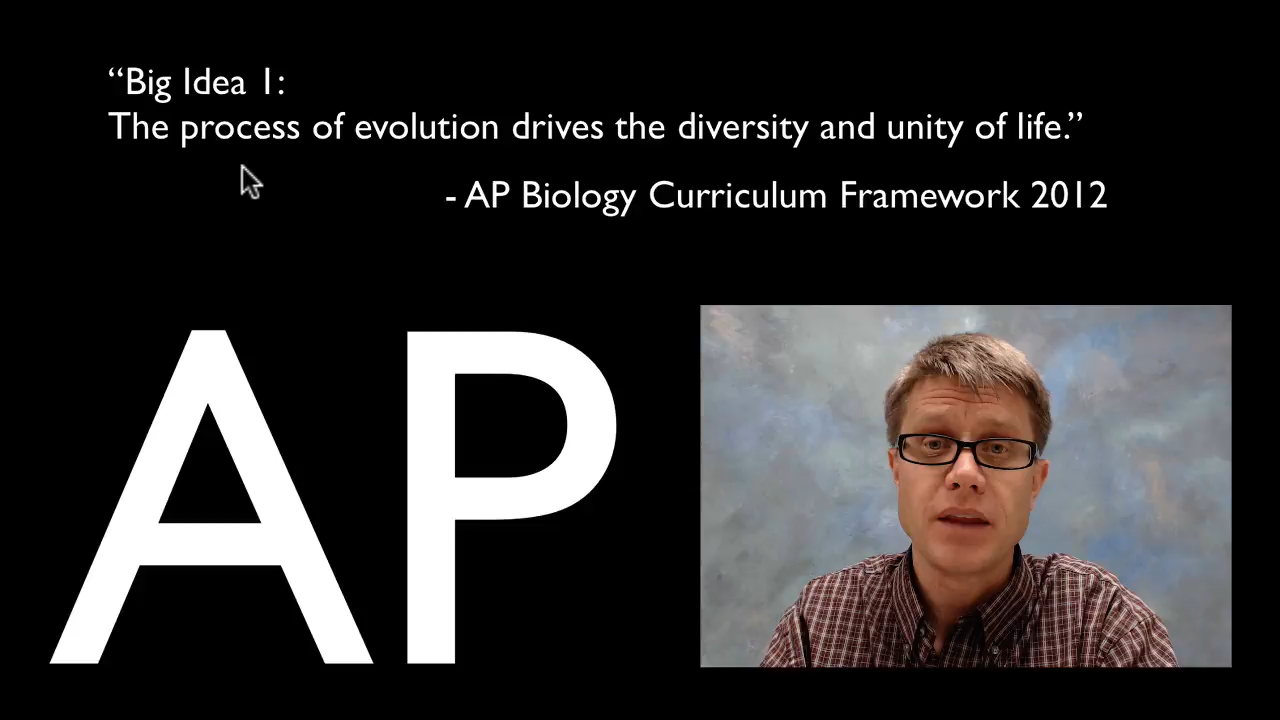 “Big Idea 1:
The process of evolution drives the diversity and unity of life.”
- AP Biology Curriculum Framework 2012
AP